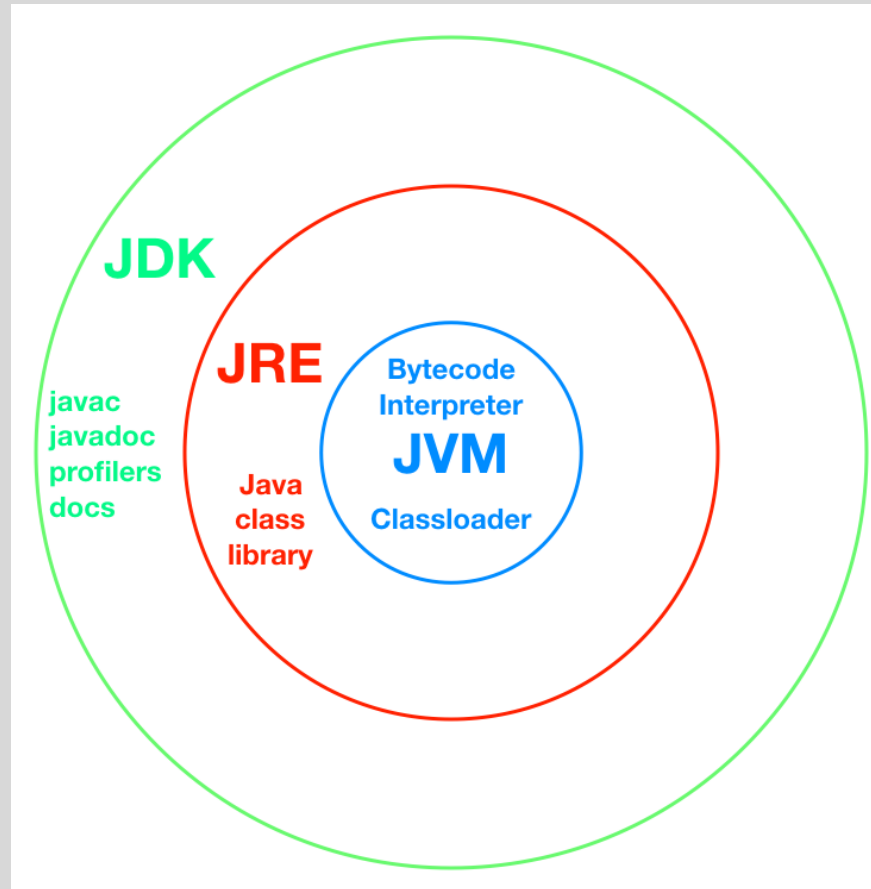 JDK
javac
javadoc
profilers
docs
JRE
Java
class
library
Bytecode
Interpreter
JVM
Classloader